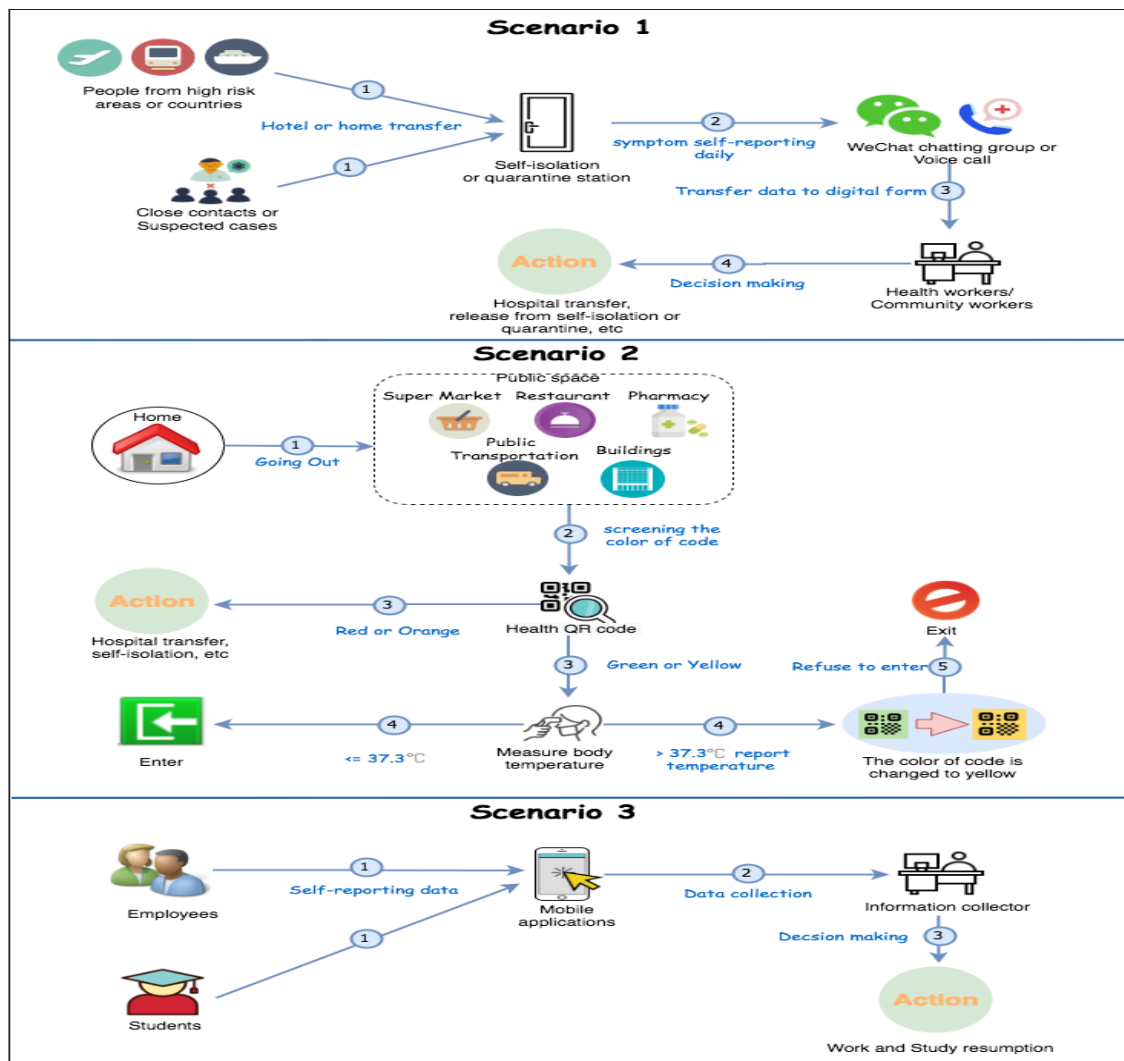 Scenario 1
People from high risk
areas or countries
1
Hotel or home transfer
1
Close contacts or
Suspected cases
Self-isolation
or quarantine station
2
symptom self-reporting
daily
WeChat chatting group or
Voice call
Transfer data to digital form
3
Health workers/
Community workers
4
Decision making
Action
Hospital transfer,
release from self-isolation or
quarantine, etc
Scenario 2
Home
1
Going Out
Public space
Super Market
Restaurant
Pharmacy
Public
Transportation
Buildings
2
screening the
color of code
Health QR code
3
Red or Orange
Action
Hospital transfer,
self-isolation, etc
3
Green or Yellow
Measure body
temperature
4
<= 37.3°C
Enter
4
> 37.3°C report
temperature
The color of code is
changed to yellow
Refuse to enter
5
Exit
Scenario 3
Employees
1
Self-reporting data
Students
1
Mobile
applications
2
Data collection
Information collector
Decsion making
3
Action
Work and Study resumption